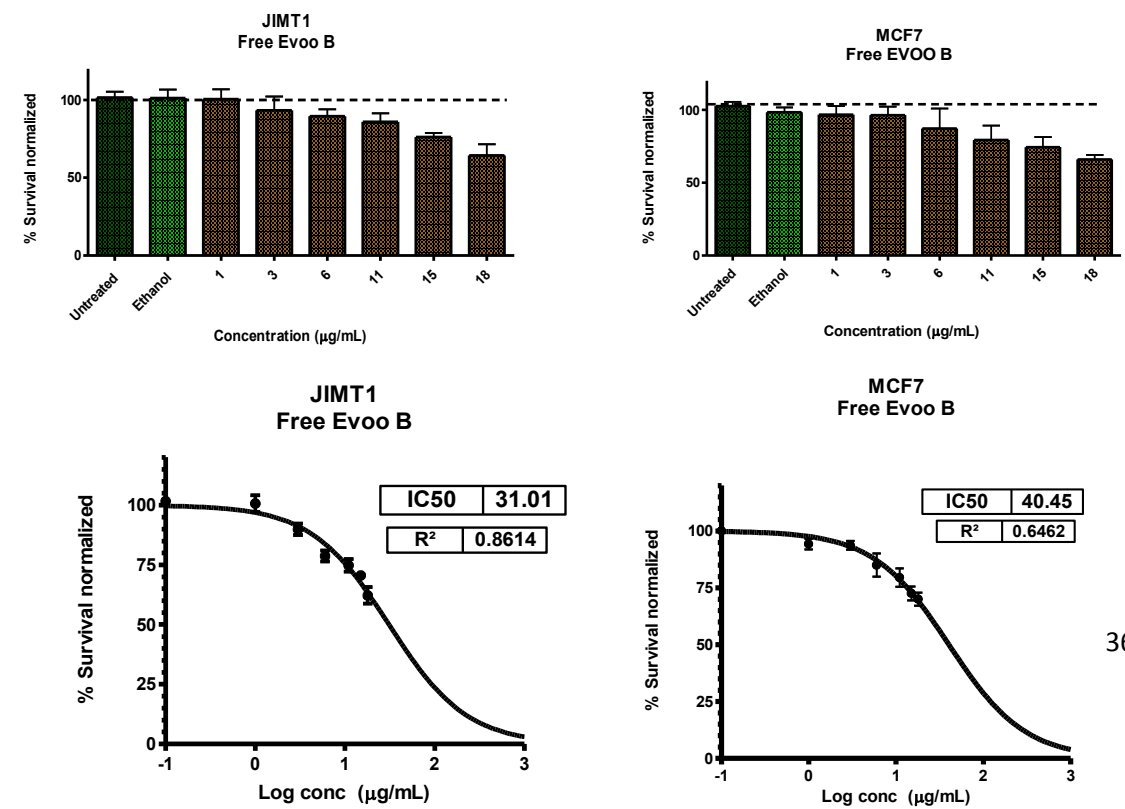 JIMT1
Free Evoo B
% Survival normalized
100
50
0
Untreated
Ethanol
1
3
6
11
15
18
Concentration (μg/mL)
MCF7
Free EVOO B
% Survival normalized
100
50
0
Untreated
Ethanol
1
3
6
11
15
18
Concentration (μg/mL)
JIMT1
Free Evoo B
% Survival normalized
100
75
50
25
0
IC50 31.01
R² 0.8614
-1 0 1 2 3
Log conc (μg/mL)
MCF7
Free Evoo B
% Survival normalized
100
75
50
25
0
IC50 40.45
R² 0.6462
-1 0 1 2 3
Log conc (μg/mL)
36